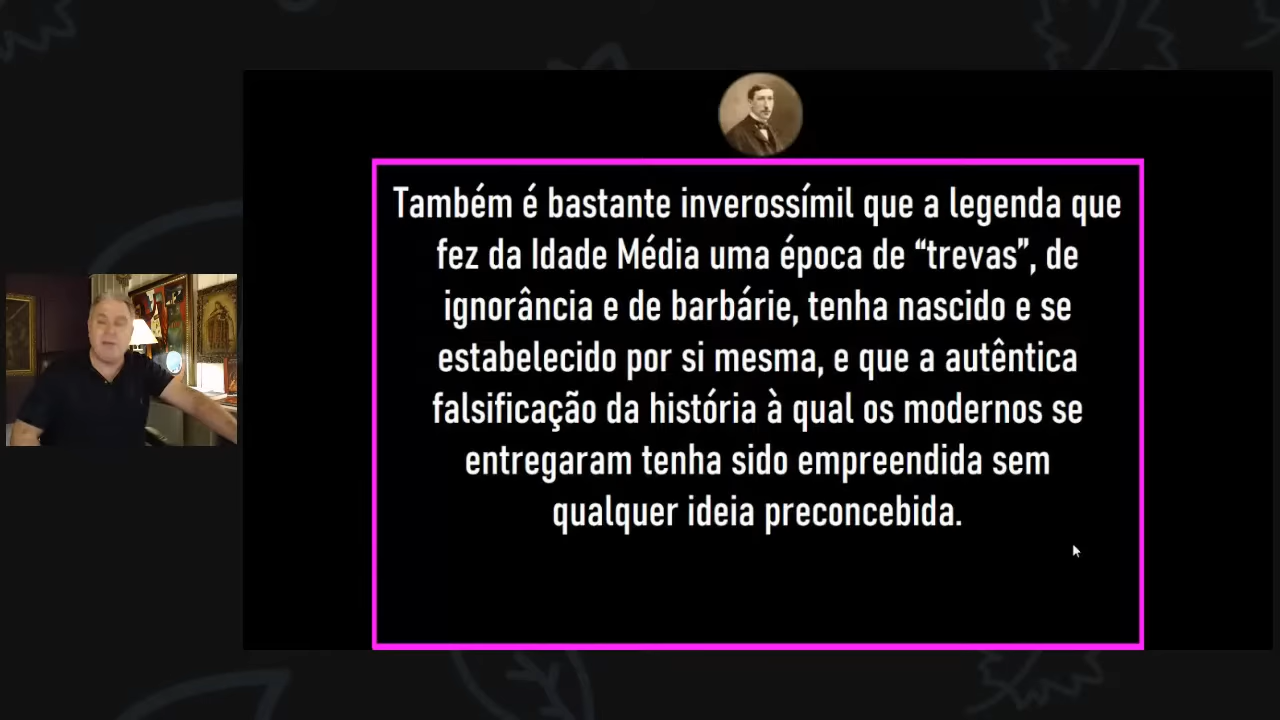 Também é bastante inverossímil que a legenda que
fez da Idade Média uma época de “trevas”, de
ignorância e de barbárie, tenha nascido e se
estabelecido por si mesma, e que a autêntica
falsificação da história à qual os modernos se
entregaram tenha sido empreendida sem
qualquer ideia preconcebida.